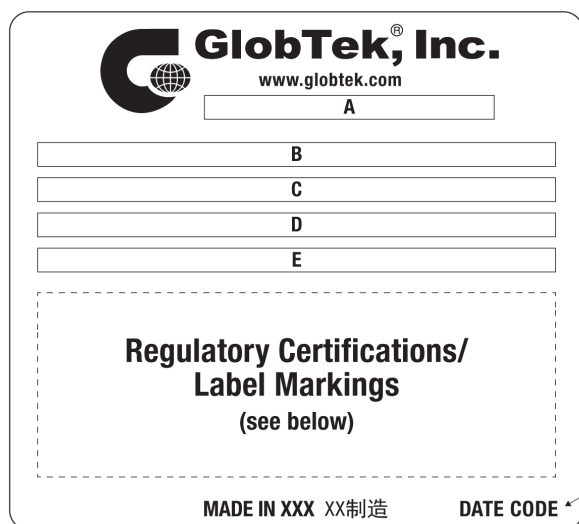 GlobTek,® Inc.
www.globtek.com
A
B
C
D
E
Regulatory Certifications/
Label Markings
(see below)
MADE IN XXX XX制造 DATE CODE